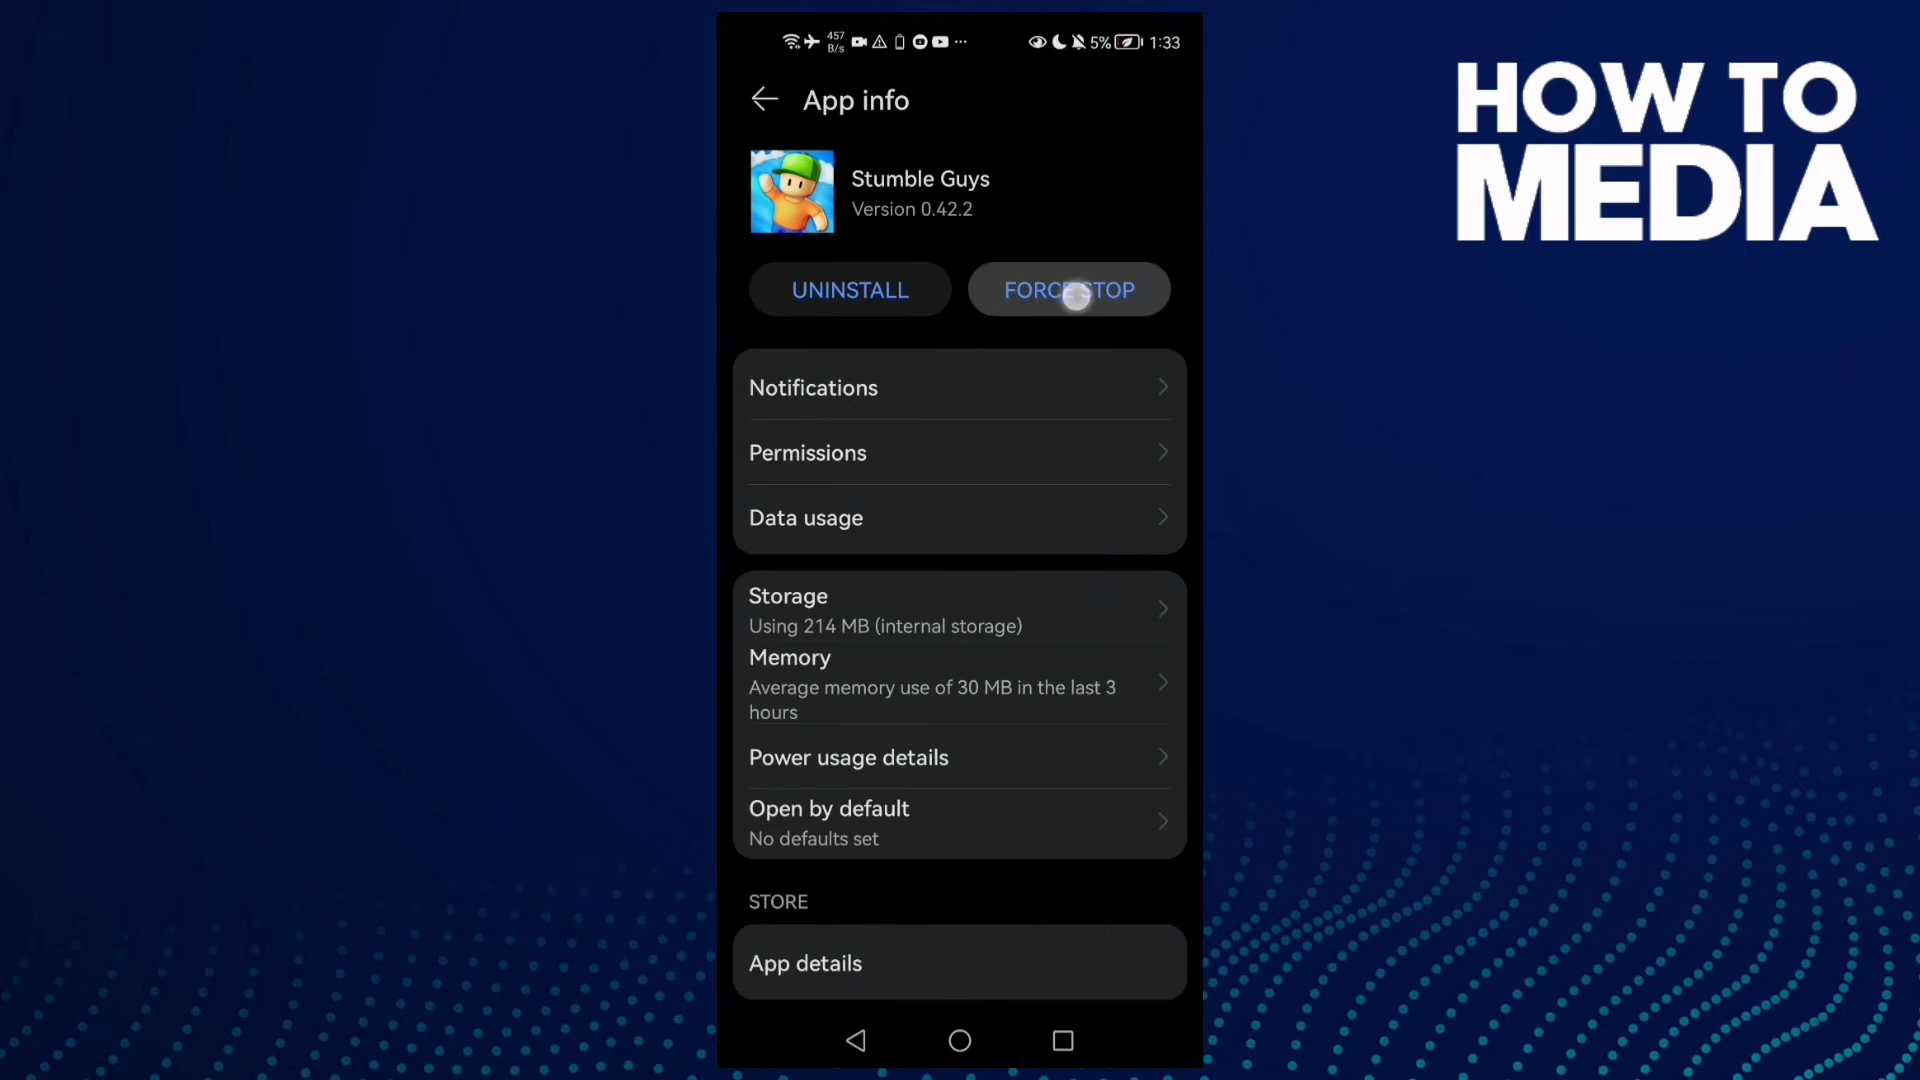 457
B/s
5%
1:33
App info
HOW TO
MEDIA
Stumble Guys
Version 0.42.2
UNINSTALL
FORCE STOP
Notifications
Permissions
Data usage
Storage
Using 214 MB (internal storage)
Memory
Average memory use of 30 MB in the last 3
hours
Power usage details
Open by default
No defaults set
STORE
App details